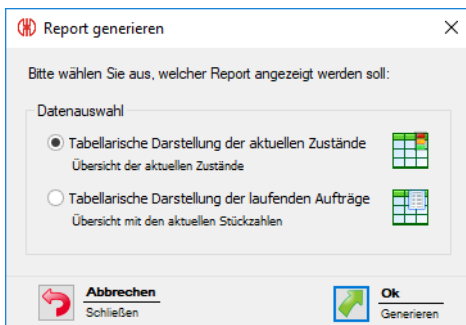 Report generieren
Bitte wählen Sie aus, welcher Report angezeigt werden soll:
Datenauswahl
Tabellarische Darstellung der aktuellen Zustände
Übersicht der aktuellen Zustände
Tabellarische Darstellung der laufenden Aufträge
Übersicht mit den aktuellen Stückzahlen
Abbrechen
Schließen
Ok
Generieren